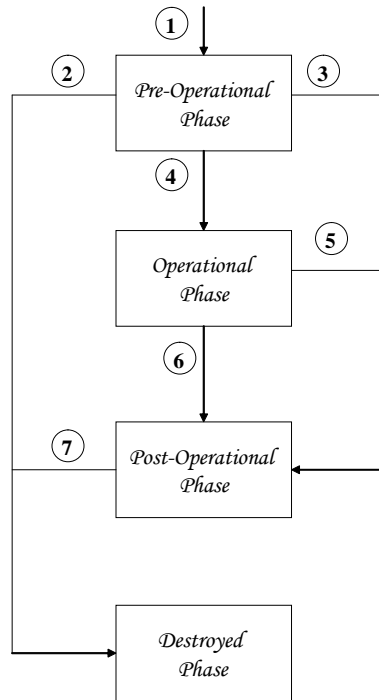 1
2
3
Pre-Operational
Phase
4
5
Operational
Phase
6
7
Post-Operational
Phase
Destroyed
Phase